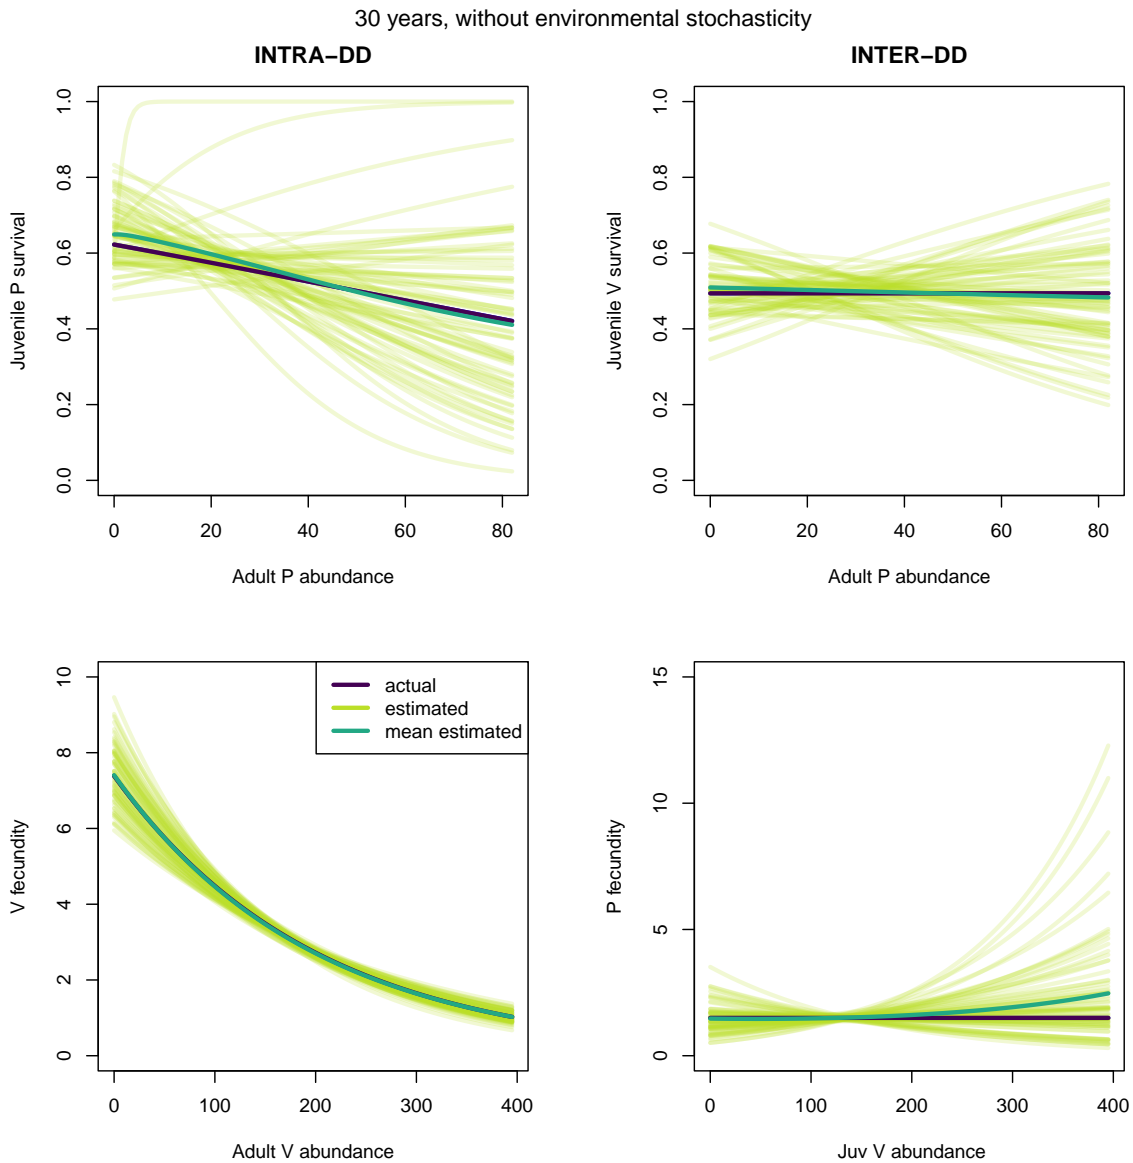 30 years, without environmental stochasticity
INTRA−DD
INTER−DD
Juvenile P survival
1.0
0.8
0.6
0.4
0.2
0.0
0 20 40 60 80
Adult P abundance
Juvenile V survival
1.0
0.8
0.6
0.4
0.2
0.0
0 20 40 60 80
Adult P abundance
V fecundity
10
8
6
4
2
0
actual
estimated
mean estimated
0 100 200 300 400
Adult V abundance
P fecundity
15
10
5
0
0 100 200 300 400
Juv V abundance